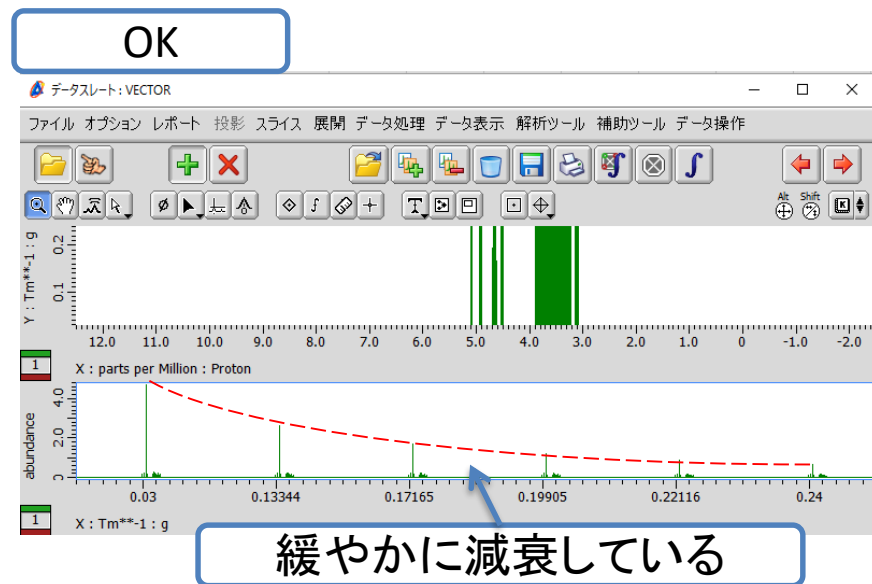 OK
データスレート : VECTOR
ファイル オプション レポート 投影 スライス 展開 データ処理 データ表示 解析ツール 補助ツール データ操作
Alt Shift
K
Y : Tm**-1 : g
0.2
0.1
12.0 11.0 10.0 9.0 8.0 7.0 6.0 5.0 4.0 3.0 2.0 1.0 0 -1.0 -2.0
1
X : parts per Million : Proton
abundance
4.0
2.0
0
0.03 0.13344 0.17165 0.19905 0.22116 0.24
1
X : Tm**-1 : g
緩やかに減衰している